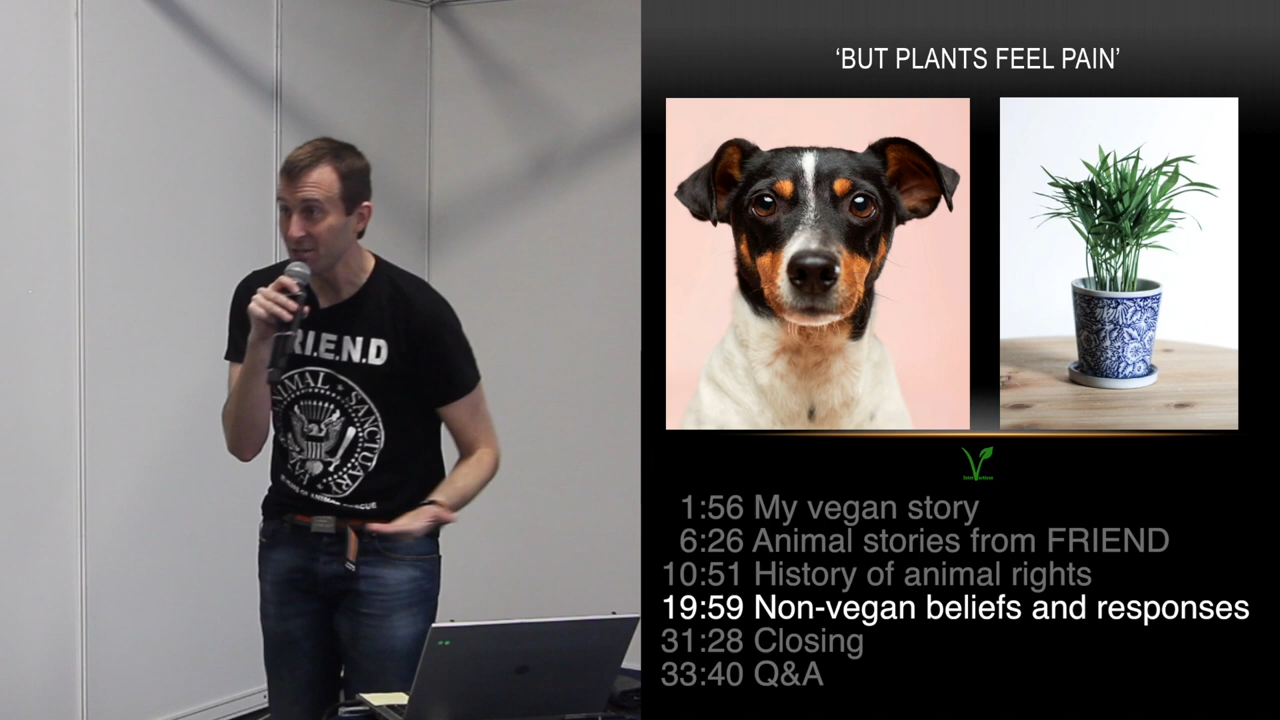 'BUT PLANTS FEEL PAIN'
R.I.E.N.D
ANIMAL SANCTUARY
1:56 My vegan story
6:26 Animal stories from FRIEND
10:51 History of animal rights
19:59 Non-vegan beliefs and responses
31:28 Closing
33:40 Q&A